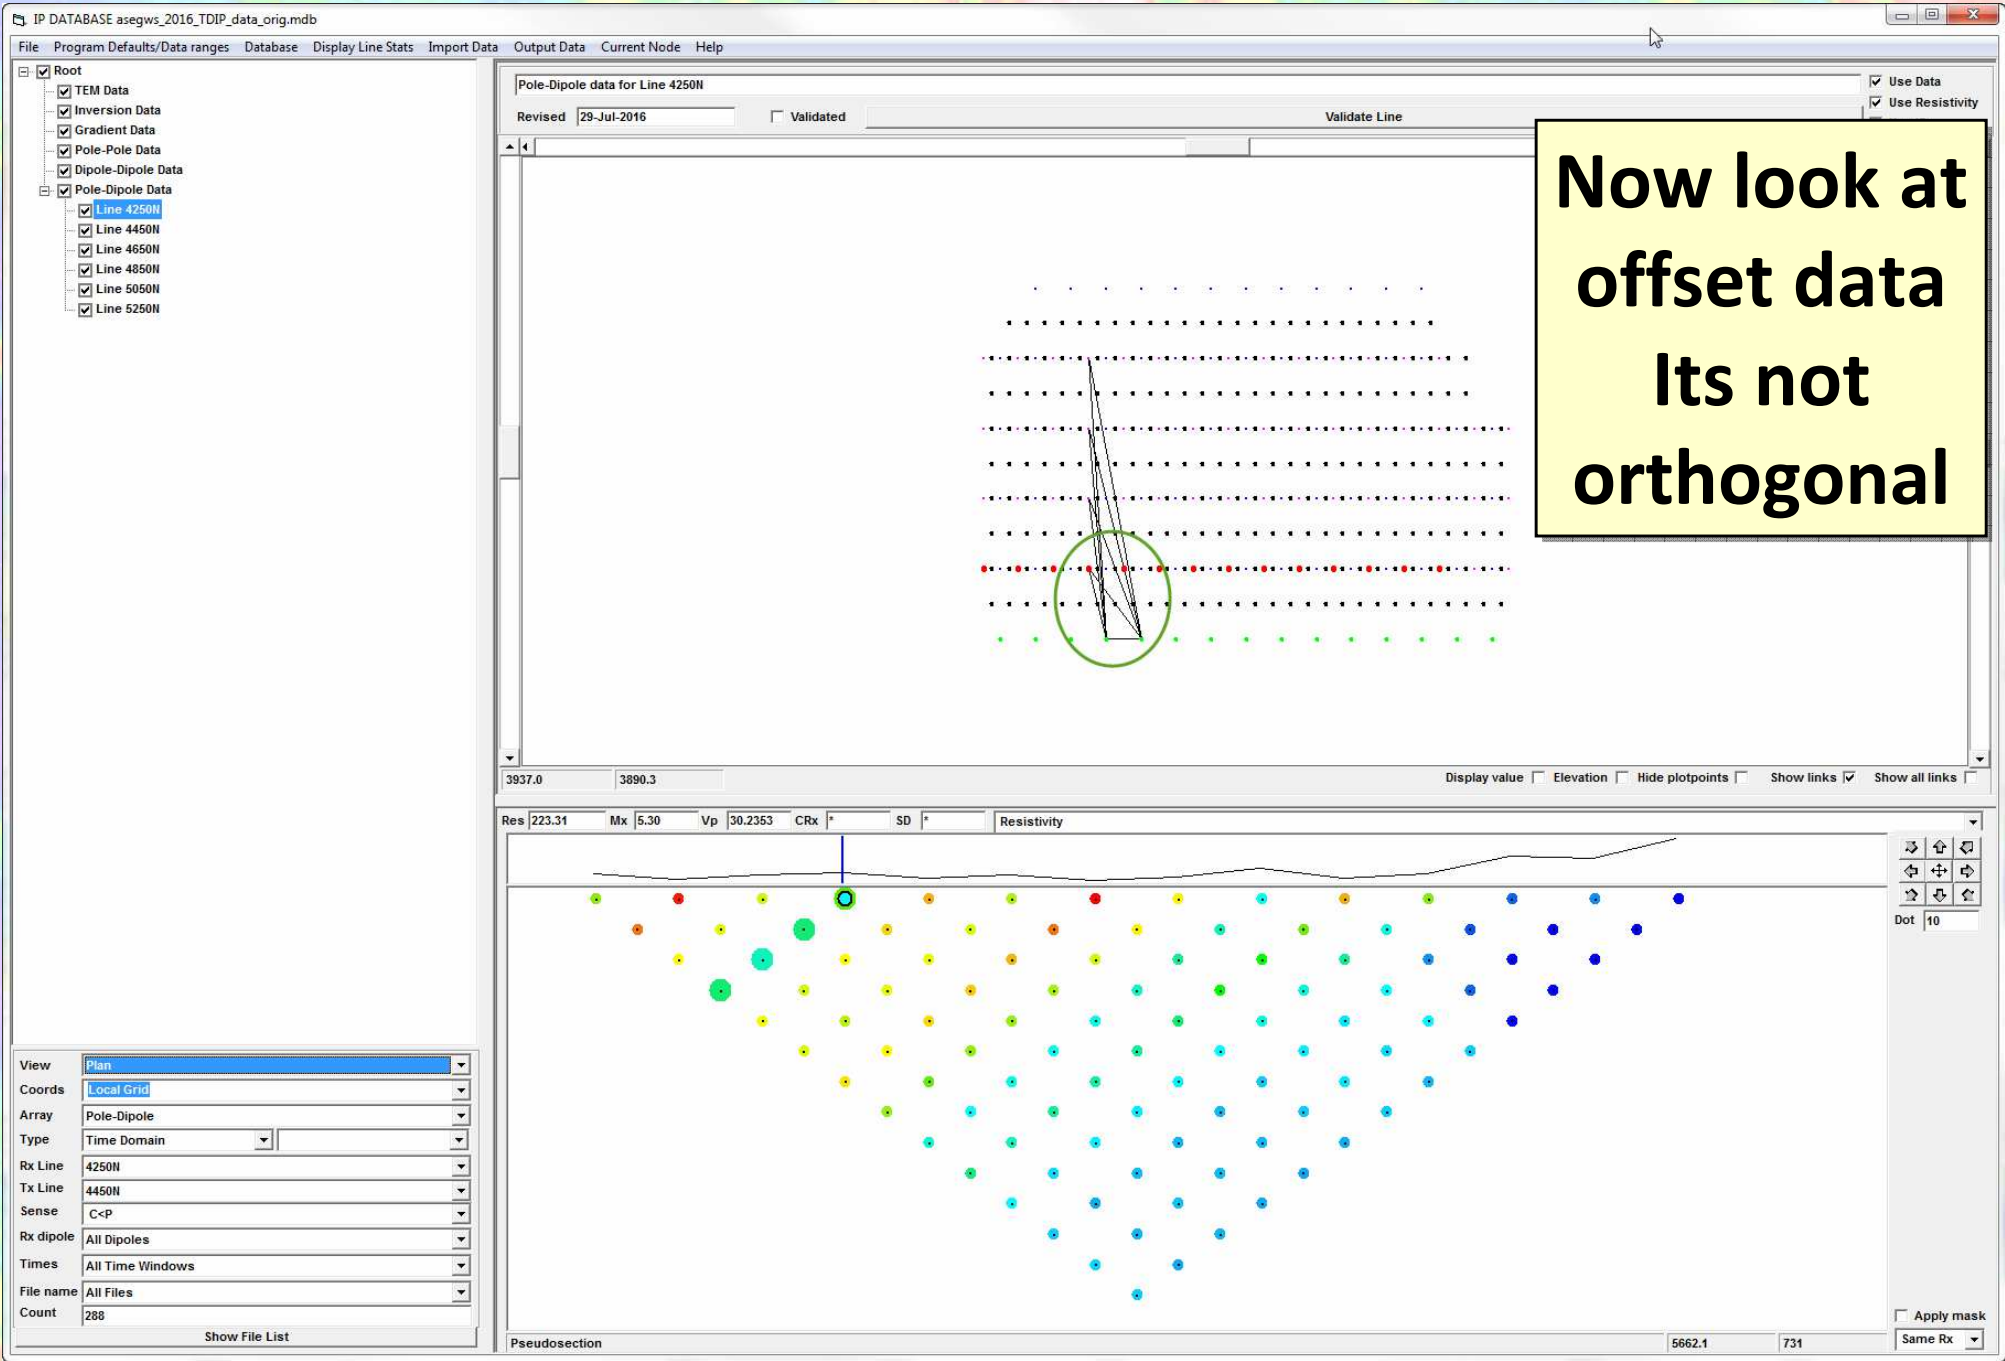 IP DATABASE asegws_2016_TDIP_data_orig.mdb
File Program Defaults/Data ranges Database Display Line Stats Import Data Output Data Current Node Help
Root
TEM Data
Inversion Data
Gradient Data
Pole-Pole Data
Dipole-Dipole Data
Pole-Dipole Data
Line 4250N
Line 4450N
Line 4650N
Line 4850N
Line 5050N
Line 5250N
Pole-Dipole data for Line 4250N
Use Data
Revised 29-Jul-2016 Validated Validate Line
Use Resistivity
Now look at
offset data
Its not
orthogonal
3937.0 3890.3 Display value Elevation Hide plotpoints Show links Show all links
Res 223.31 Mx 5.30 Vp 30.2353 CRx * SD * Resistivity
Dot 10
View Plan
Coords Local Grid
Array Pole-Dipole
Type Time Domain
Rx Line 4250N
Tx Line 4450N
Sense C<P
Rx dipole All Dipoles
Times All Time Windows
File name All Files
Count 288
Show File List
Apply mask
Pseudosection 5662.1 731 Same Rx